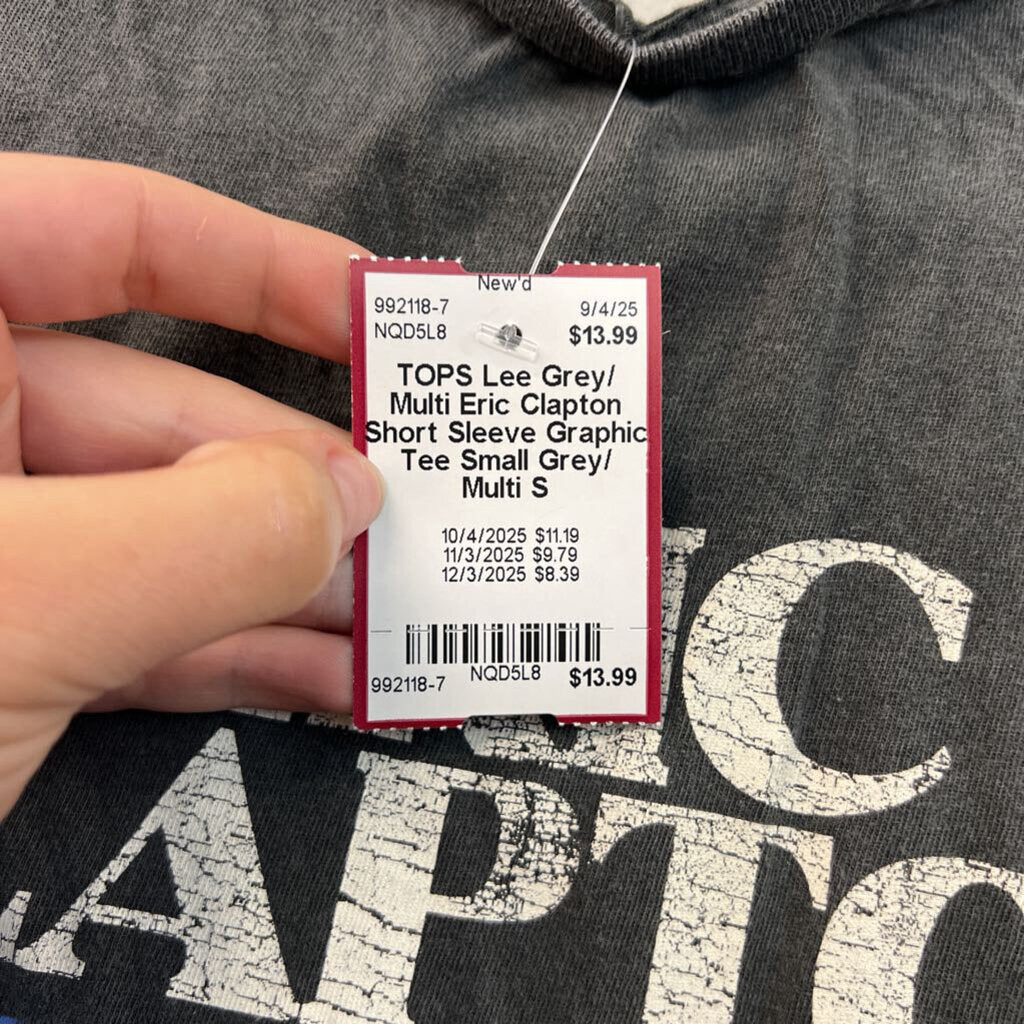 New'd
992118-7 9/4/25
NQD5L8 $13.99
TOPS Lee Grey/
Multi Eric Clapton
Short Sleeve Graphic
Tee Small Grey/
Multi S
10/4/2025 $11.19
11/3/2025 $9.79
12/3/2025 $8.39
NQD5L8
992118-7 $13.99
IC
APTO